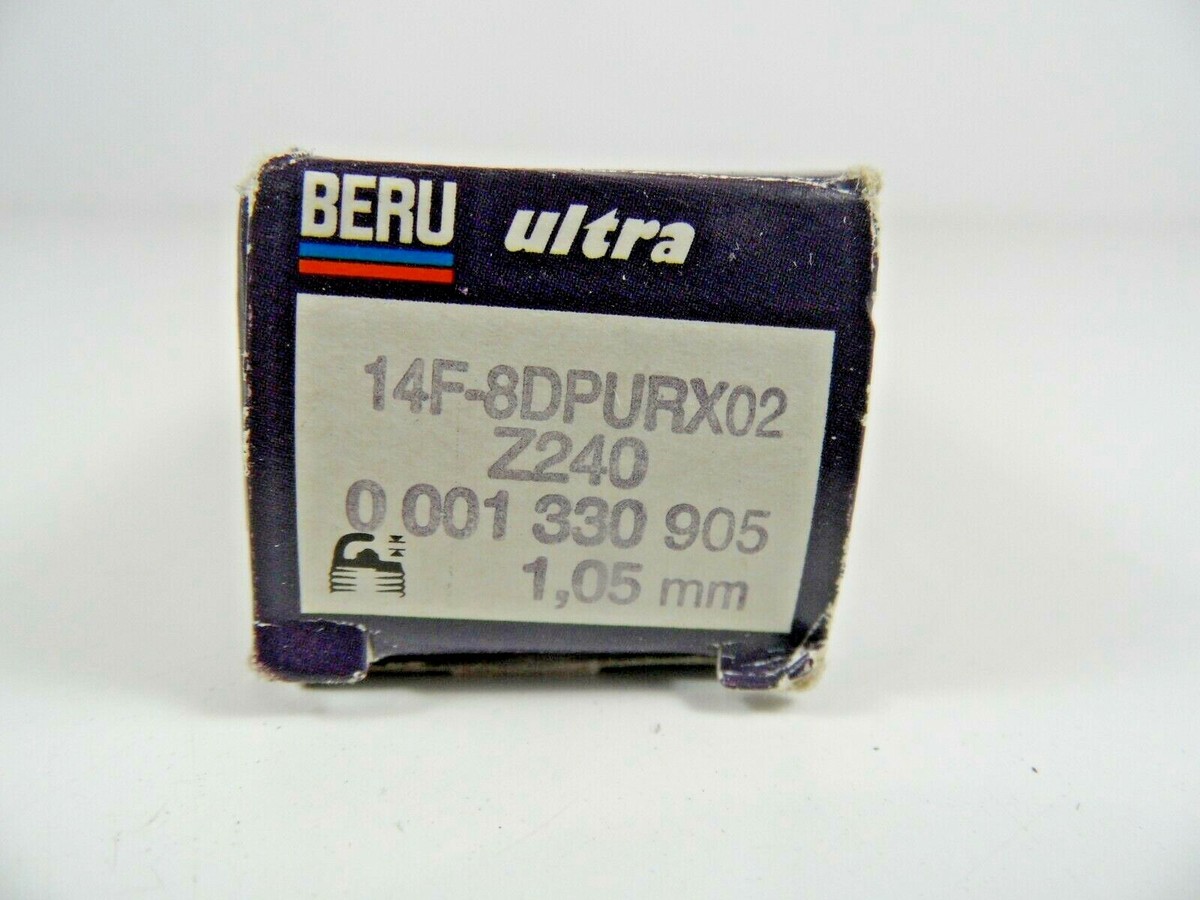 BERU ultra
14F-8DPURX02
Z240
0 001 330 905
1,05 mm